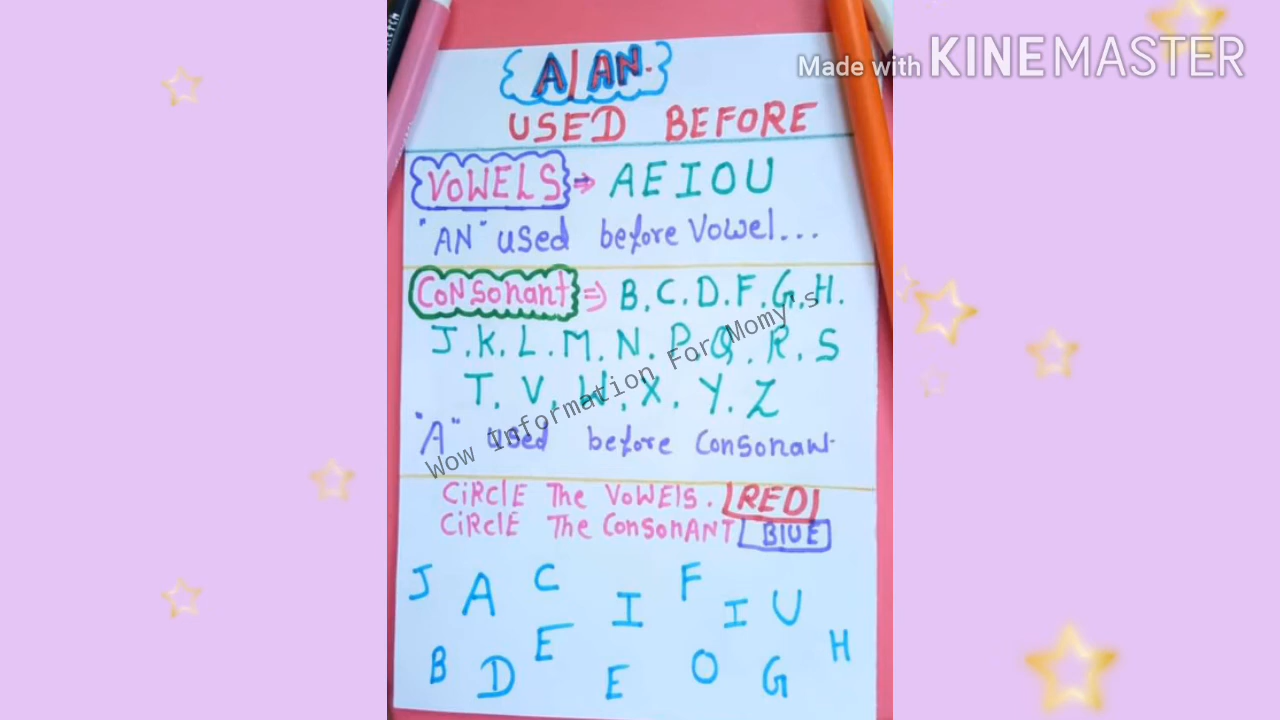 Made with KINEMASTER
A|AN.
USED BEFORE
VOWELS ⇒ A E I O U
"AN" used before Vowel...
CoNSonant ⇒ B.C.D.F.G.H.
J.K.L.M.N.P.Q.R.S
T.V.W.X.Y.Z
"A" used before Consonant
Wow Information For Momy's
CiRclE The VoWEls. RED
CiRclE The ConSonANT BlUE
J A C I F I U
B D E E O G H